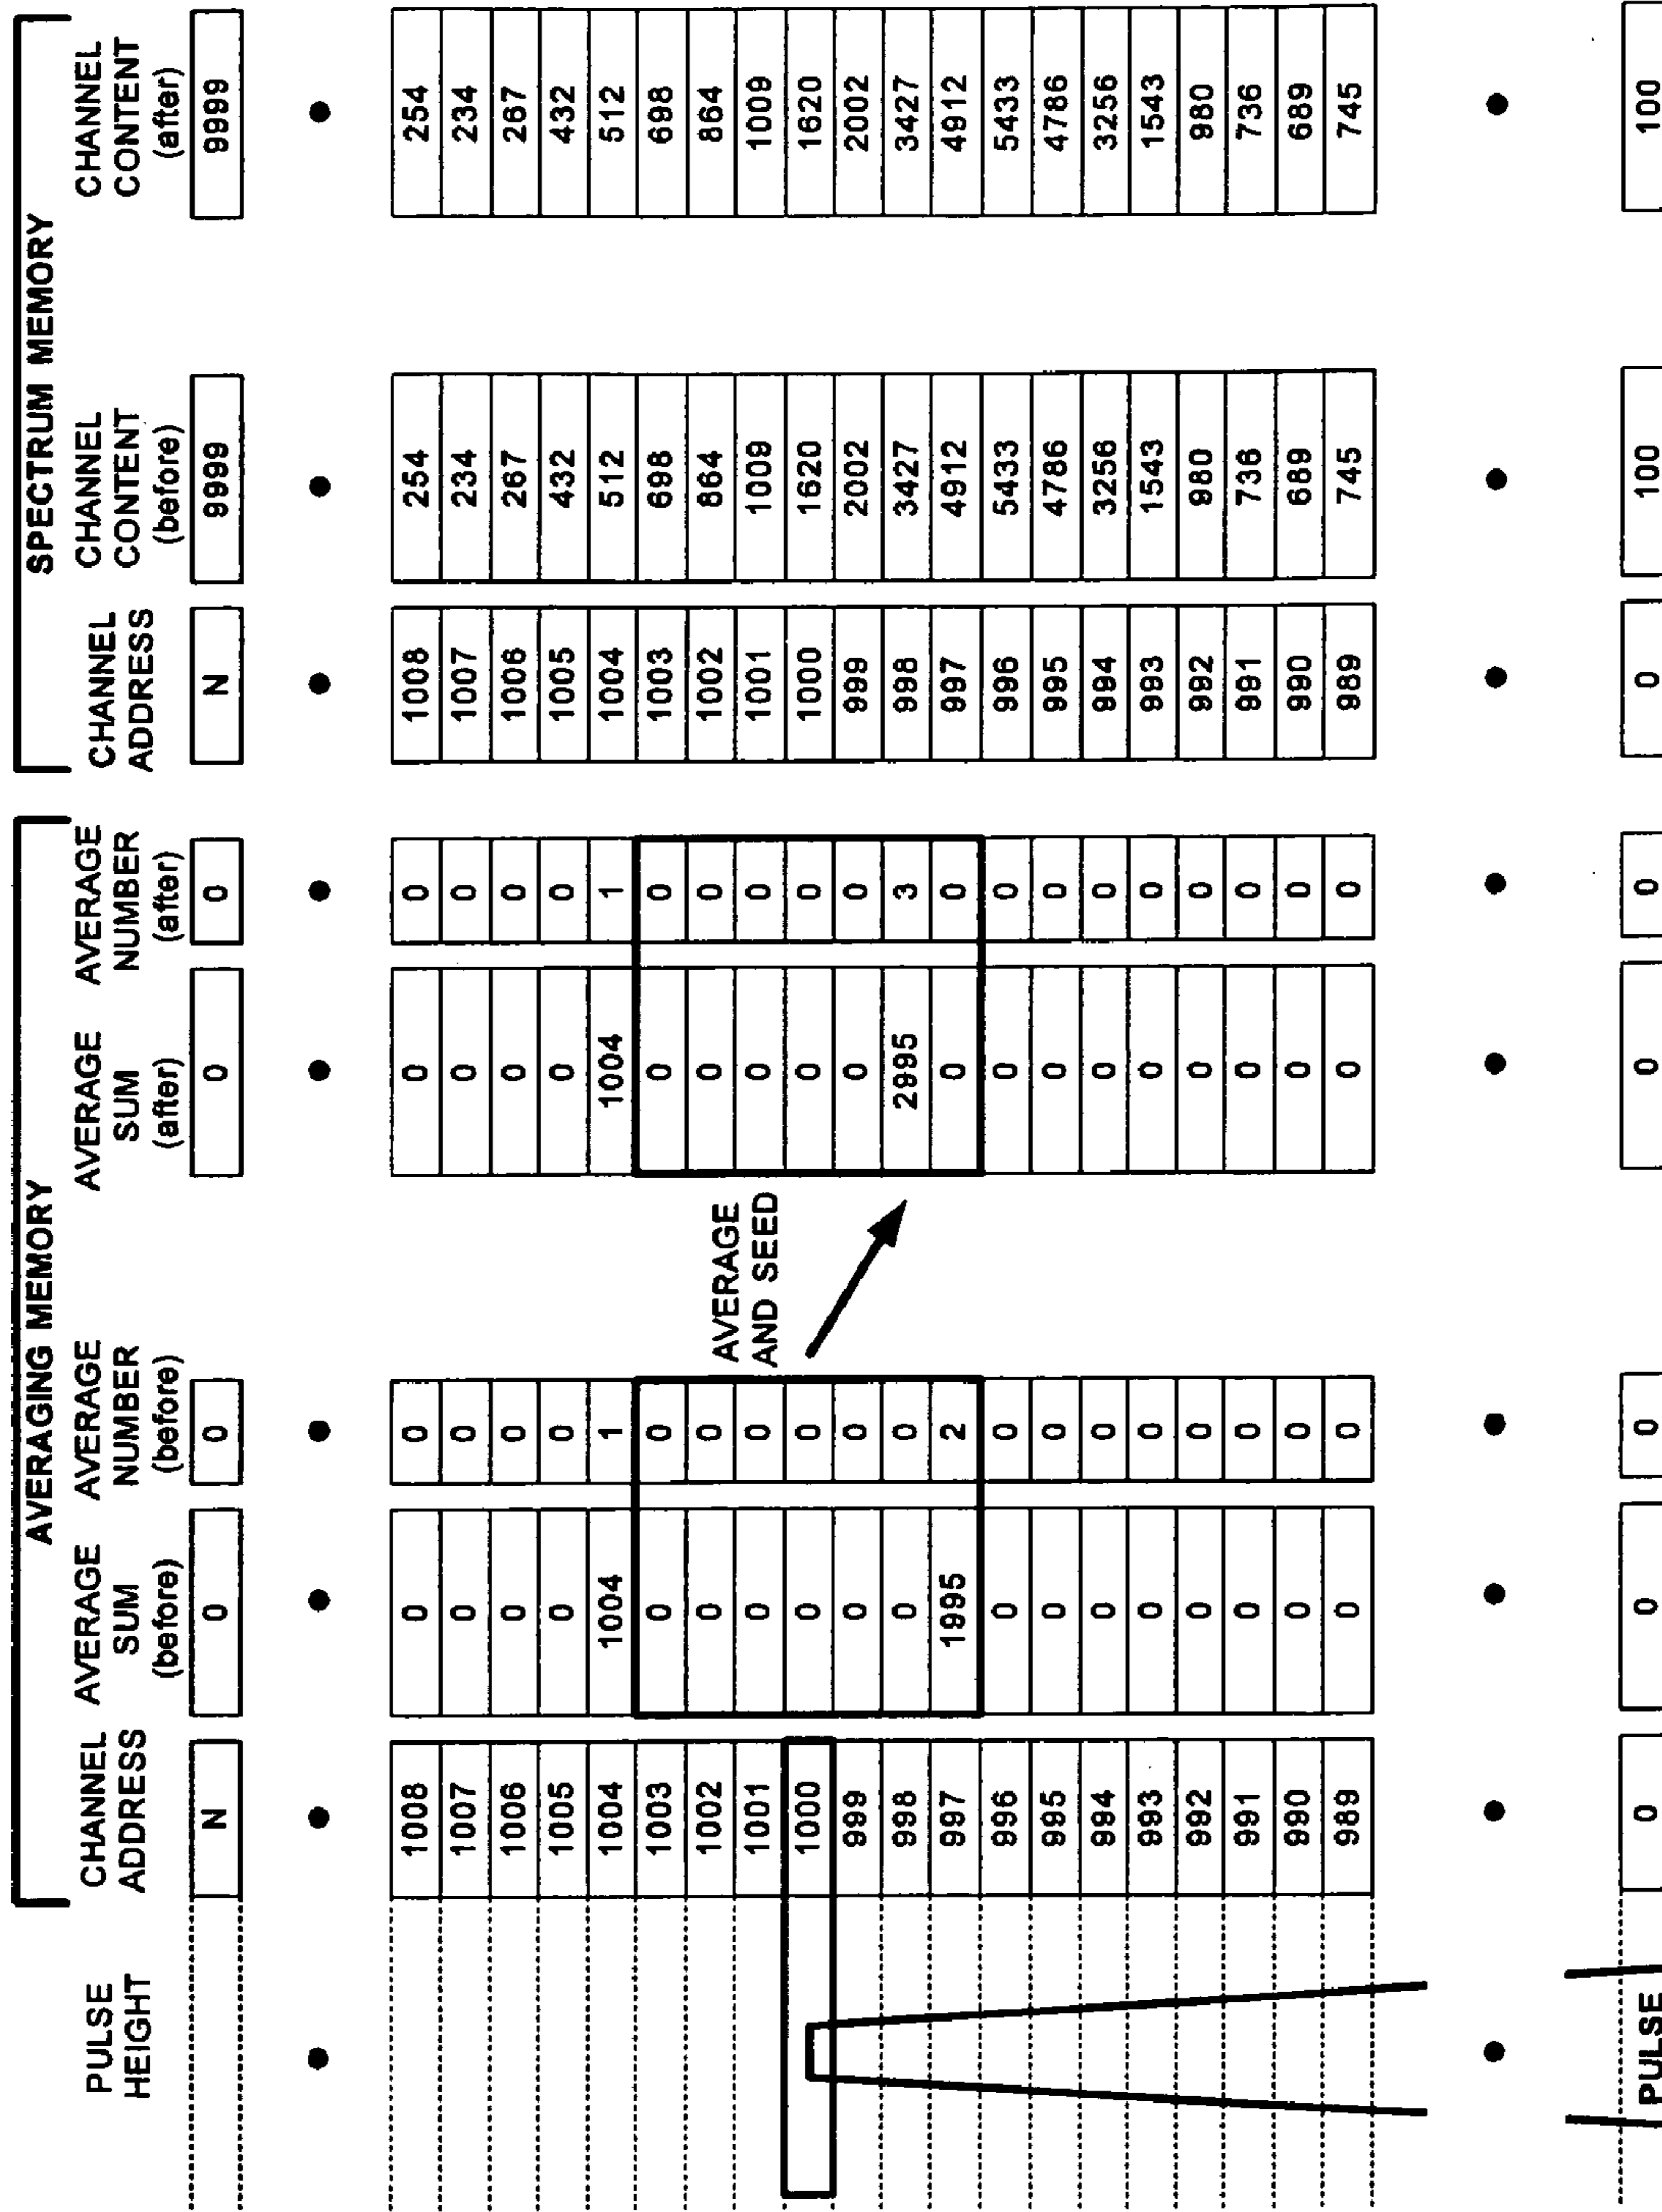 AVERAGING MEMORY SPECTRUM MEMORY
PULSE CHANNEL AVERAGE AVERAGE AVERAGE AVERAGE CHANNEL CHANNEL CHANNEL
HEIGHT ADDRESS SUM NUMBER SUM NUMBER ADDRESS CONTENT CONTENT
(before) (before) (after) (after) (before) (after)
N 0 0 0 0 N 9999 9999
1008 0 0 0 0 1008 254 254
1007 0 0 0 0 1007 234 234
1006 0 0 0 0 1006 267 267
1005 0 0 0 0 1005 432 432
1004 1004 1 1004 1 1004 512 512
1003 0 0 0 0 1003 698 698
1002 0 0 AVERAGE 0 0 1002 864 864
1001 0 0 AND SEED 0 0 1001 1009 1009
1000 0 0 0 0 1000 1620 1620
999 0 0 0 0 999 2002 2002
998 0 0 2995 3 998 3427 3427
997 1995 2 0 0 997 4912 4912
996 0 0 0 0 996 5433 5433
995 0 0 0 0 995 4786 4786
994 0 0 0 0 994 3256 3256
993 0 0 0 0 993 1543 1543
992 0 0 0 0 992 980 980
991 0 0 0 0 991 736 736
990 0 0 0 0 990 689 689
989 0 0 0 0 989 745 745
PULSE 0 0 0 0 0 0 100 100